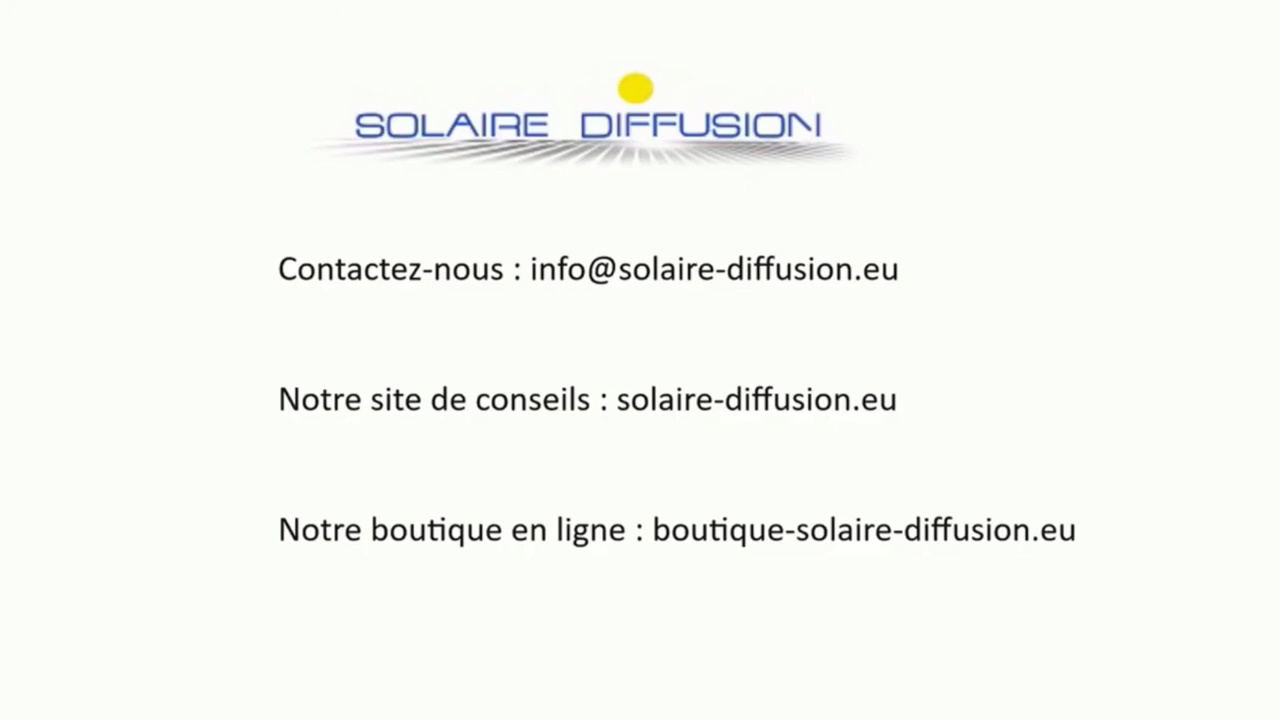 SOLAIRE DIFFUSION
Contactez-nous : info@solaire-diffusion.eu
Notre site de conseils : solaire-diffusion.eu
Notre boutique en ligne : boutique-solaire-diffusion.eu